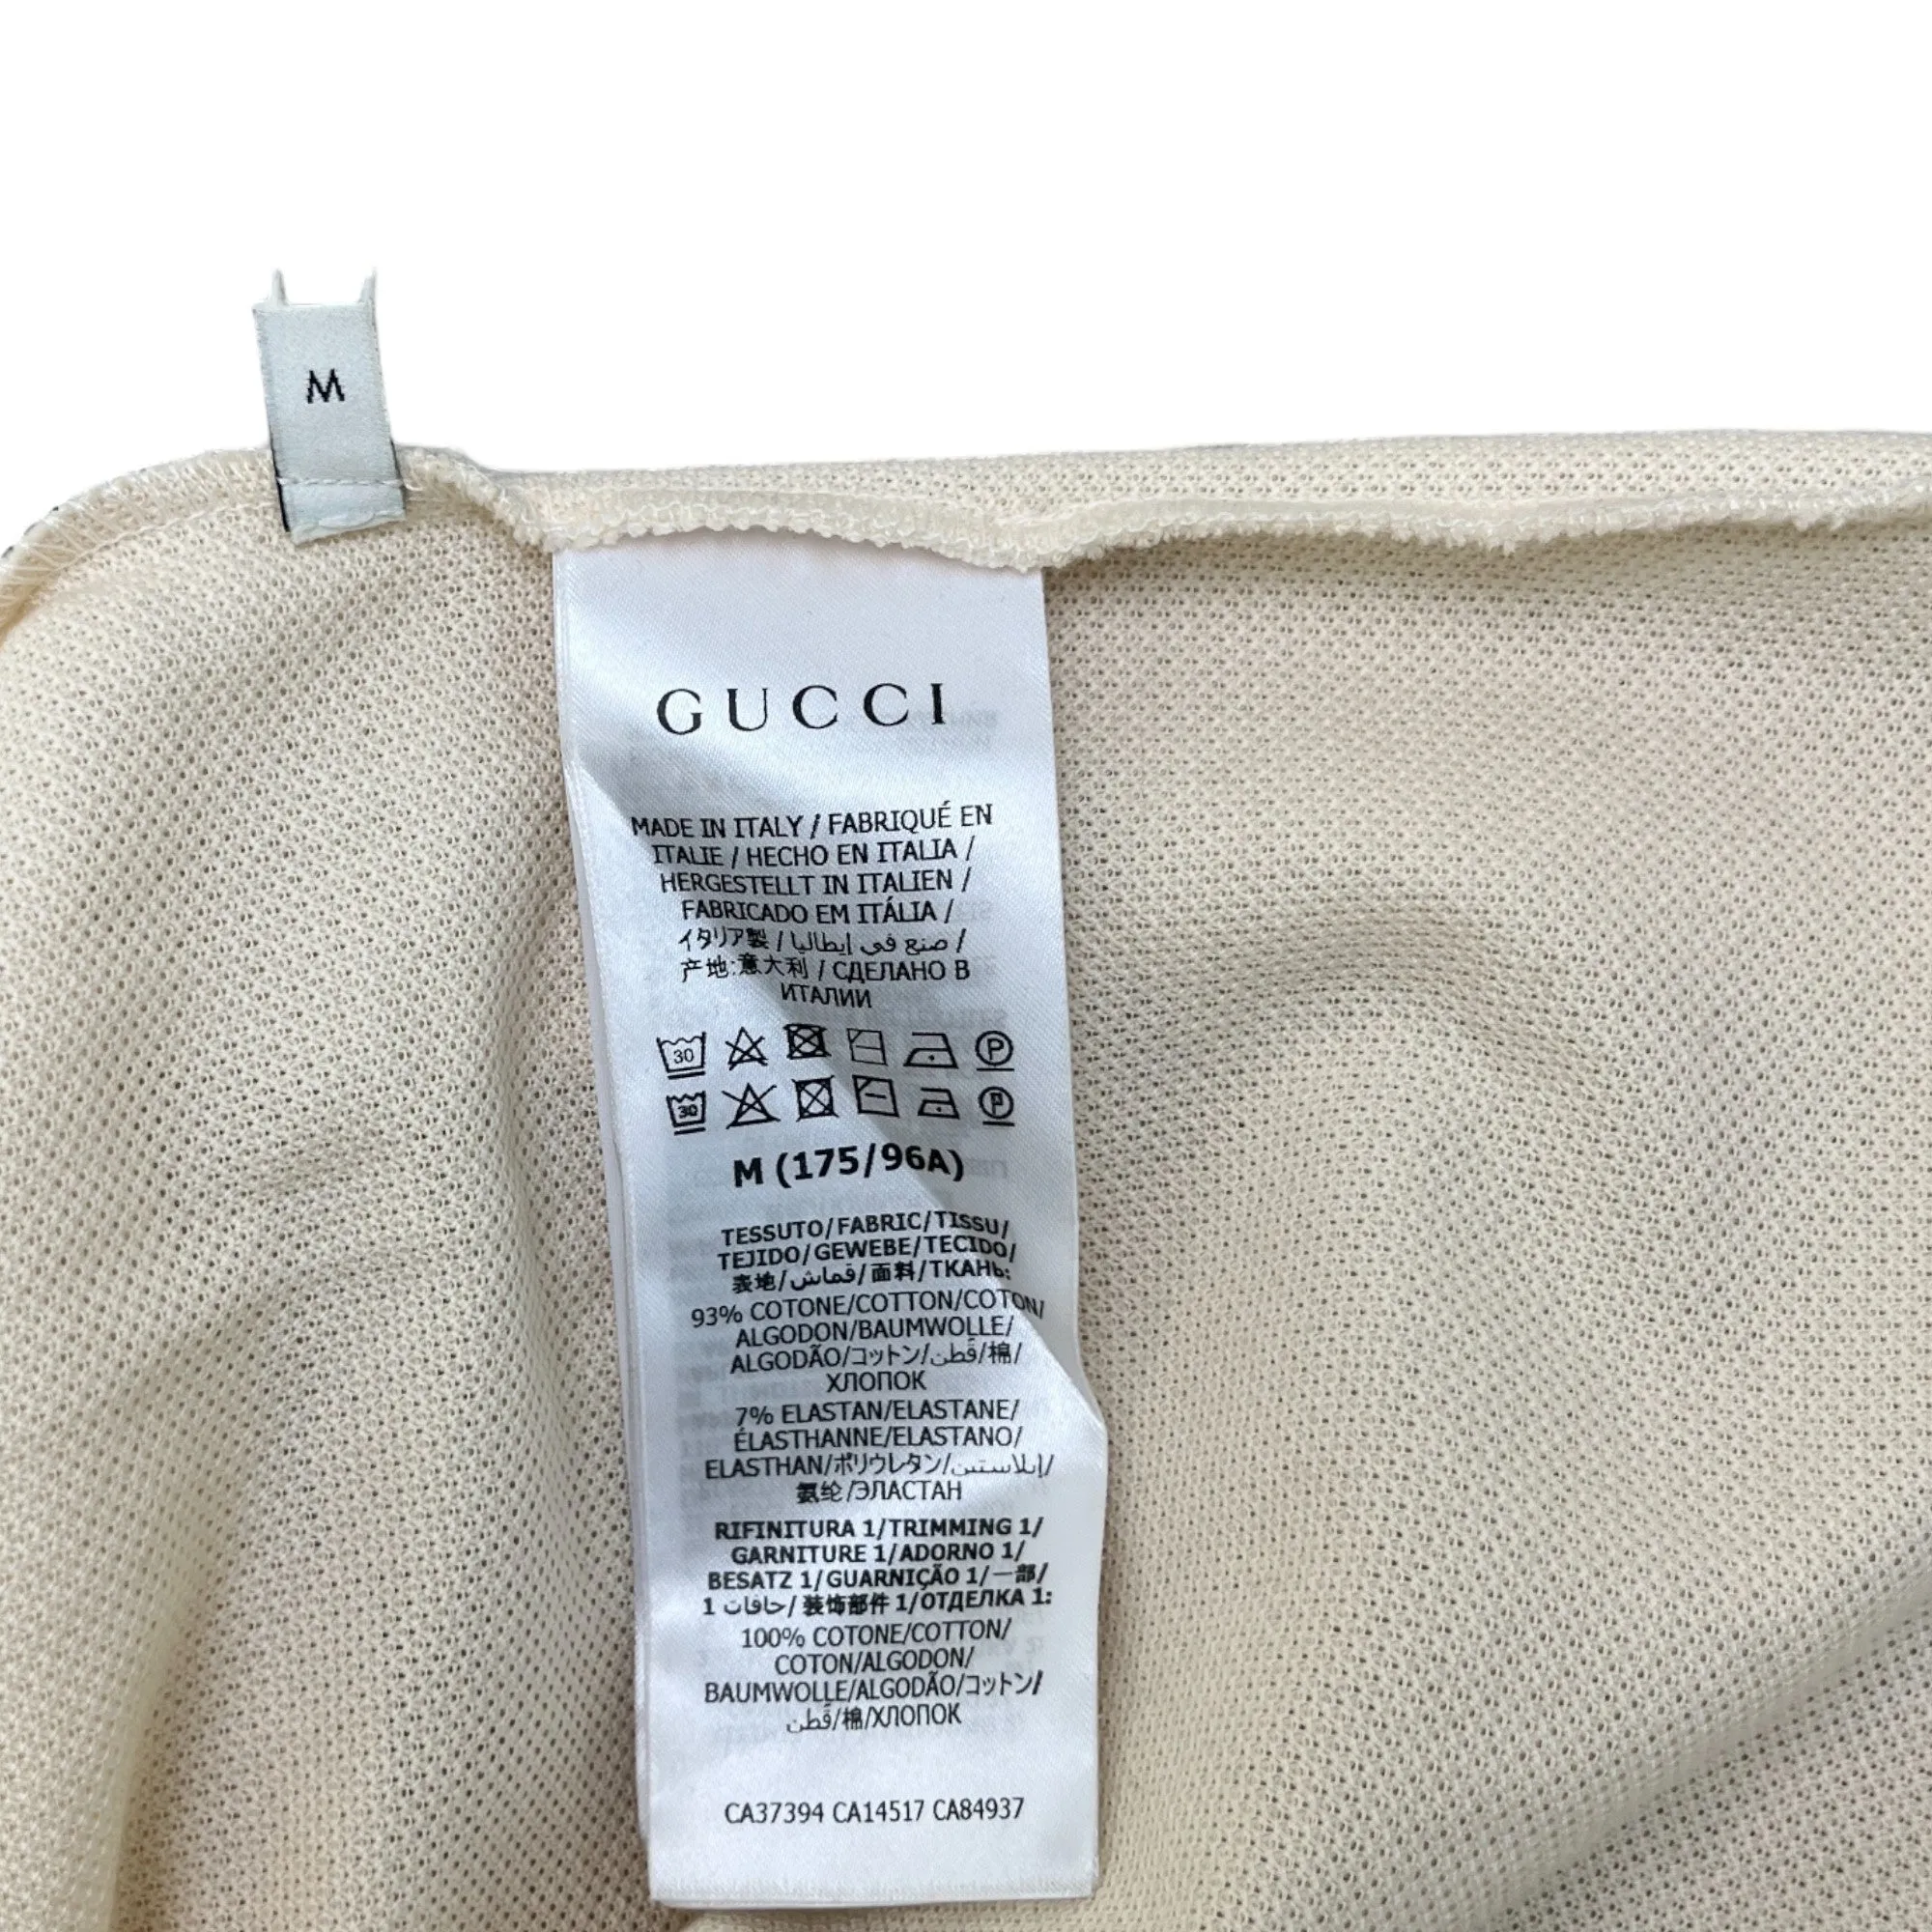 M
GUCCI
MADE IN ITALY / FABRIQUÉ EN
ITALIE / HECHO EN ITALIA /
HERGESTELLT IN ITALIEN /
FABRICADO EM ITÁLIA /
イタリア製 / صنع في إيطاليا /
产地:意大利 / СДЕЛАНО В
ИТАЛИИ
30 P
30 P
M (175/96A)
TESSUTO/FABRIC/TISSU/
TEJIDO/GEWEBE/TECIDO/
表地/قماش/面料/ТКАНЬ:
93% COTONE/COTTON/COTON/
ALGODON/BAUMWOLLE/
ALGODÃO/コットン/قطن/棉/
ХЛОПОК
7% ELASTAN/ELASTANE/
ÉLASTHANNE/ELASTANO/
ELASTHAN/ポリウレタン/إيلاستين/
氨纶/ЭЛАСТАН
RIFINITURA 1/TRIMMING 1/
GARNITURE 1/ADORNO 1/
BESATZ 1/GUARNIÇÃO 1/一部/
حافات 1/装饰部件 1/ОТДЕЛКА 1:
100% COTONE/COTTON/
COTON/ALGODON/
BAUMWOLLE/ALGODÃO/コットン/
قطن/棉/ХЛОПОК
CA37394 CA14517 CA84937